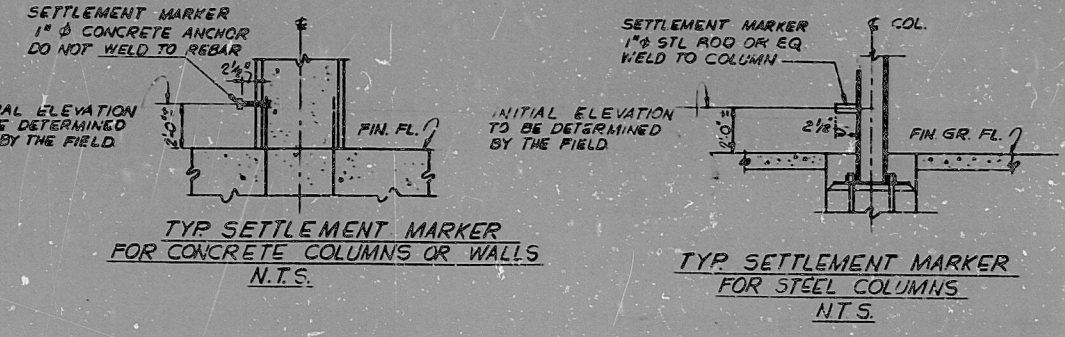 SETTLEMENT MARKER
1" ϕ CONCRETE ANCHOR
DO NOT WELD TO REBAR
2½"
AL ELEVATION
E DETERMINED
BY THE FIELD
2'0"±
FIN. FL.
TYP. SETTLEMENT MARKER
FOR CONCRETE COLUMNS OR WALLS
N.T.S.
SETTLEMENT MARKER
1" ϕ STL ROD OR EQ
WELD TO COLUMN
℄ COL.
INITIAL ELEVATION
TO BE DETERMINED
BY THE FIELD
2'0"±
2½"
FIN. GR. FL.
TYP. SETTLEMENT MARKER
FOR STEEL COLUMNS
N.T.S.